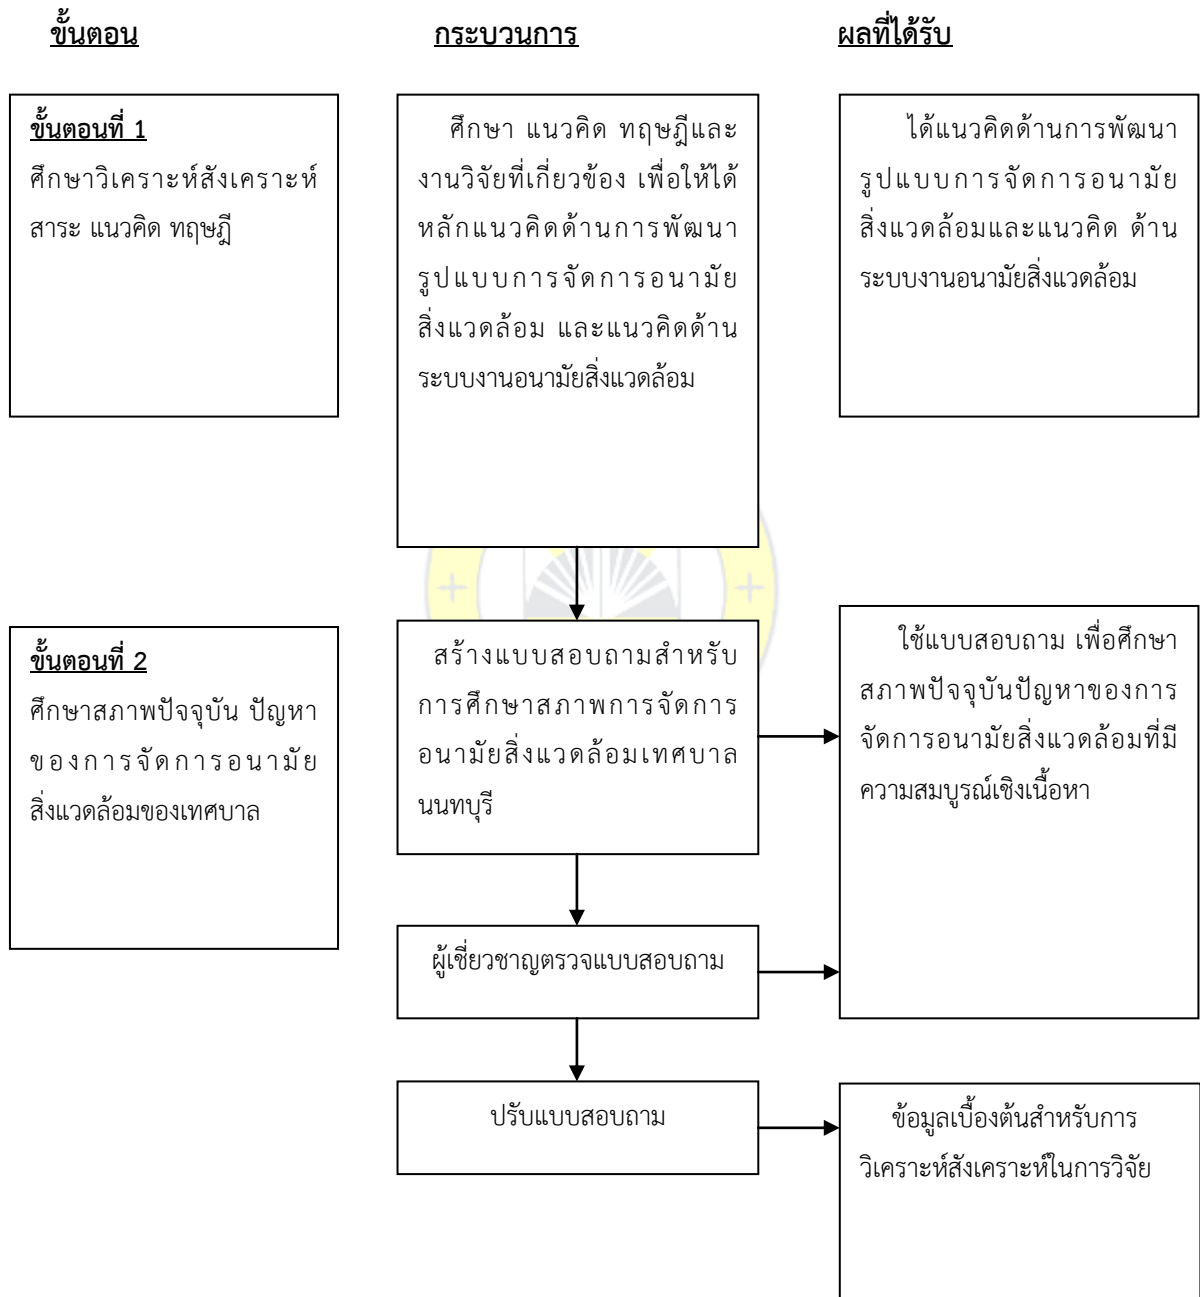 ขั้นตอน
กระบวนการ
ผลที่ได้รับ
ขั้นตอนที่ 1
ศึกษาวิเคราะห์สังเคราะห์
สาระ แนวคิด ทฤษฎี
ศึกษา แนวคิด ทฤษฎีและ
งานวิจัยที่เกี่ยวข้อง เพื่อให้ได้
หลักแนวคิดด้านการพัฒนา
รูปแบบการจัดการอนามัย
สิ่งแวดล้อม และแนวคิดด้าน
ระบบงานอนามัยสิ่งแวดล้อม
ได้แนวคิดด้านการพัฒนา
รูปแบบการจัดการอนามัย
สิ่งแวดล้อมและแนวคิด ด้าน
ระบบงานอนามัยสิ่งแวดล้อม
ขั้นตอนที่ 2
ศึกษาสภาพปัจจุบัน ปัญหา
ของการจัดการอนามัย
สิ่งแวดล้อมของเทศบาล
สร้างแบบสอบถามสำหรับ
การศึกษาสภาพการจัดการ
อนามัยสิ่งแวดล้อมเทศบาล
นนทบุรี
ใช้แบบสอบถาม เพื่อศึกษา
สภาพปัจจุบันปัญหาของการ
จัดการอนามัยสิ่งแวดล้อมที่มี
ความสมบูรณ์เชิงเนื้อหา
ผู้เชี่ยวชาญตรวจแบบสอบถาม
ปรับแบบสอบถาม
ข้อมูลเบื้องต้นสำหรับการ
วิเคราะห์สังเคราะห์ในการวิจัย